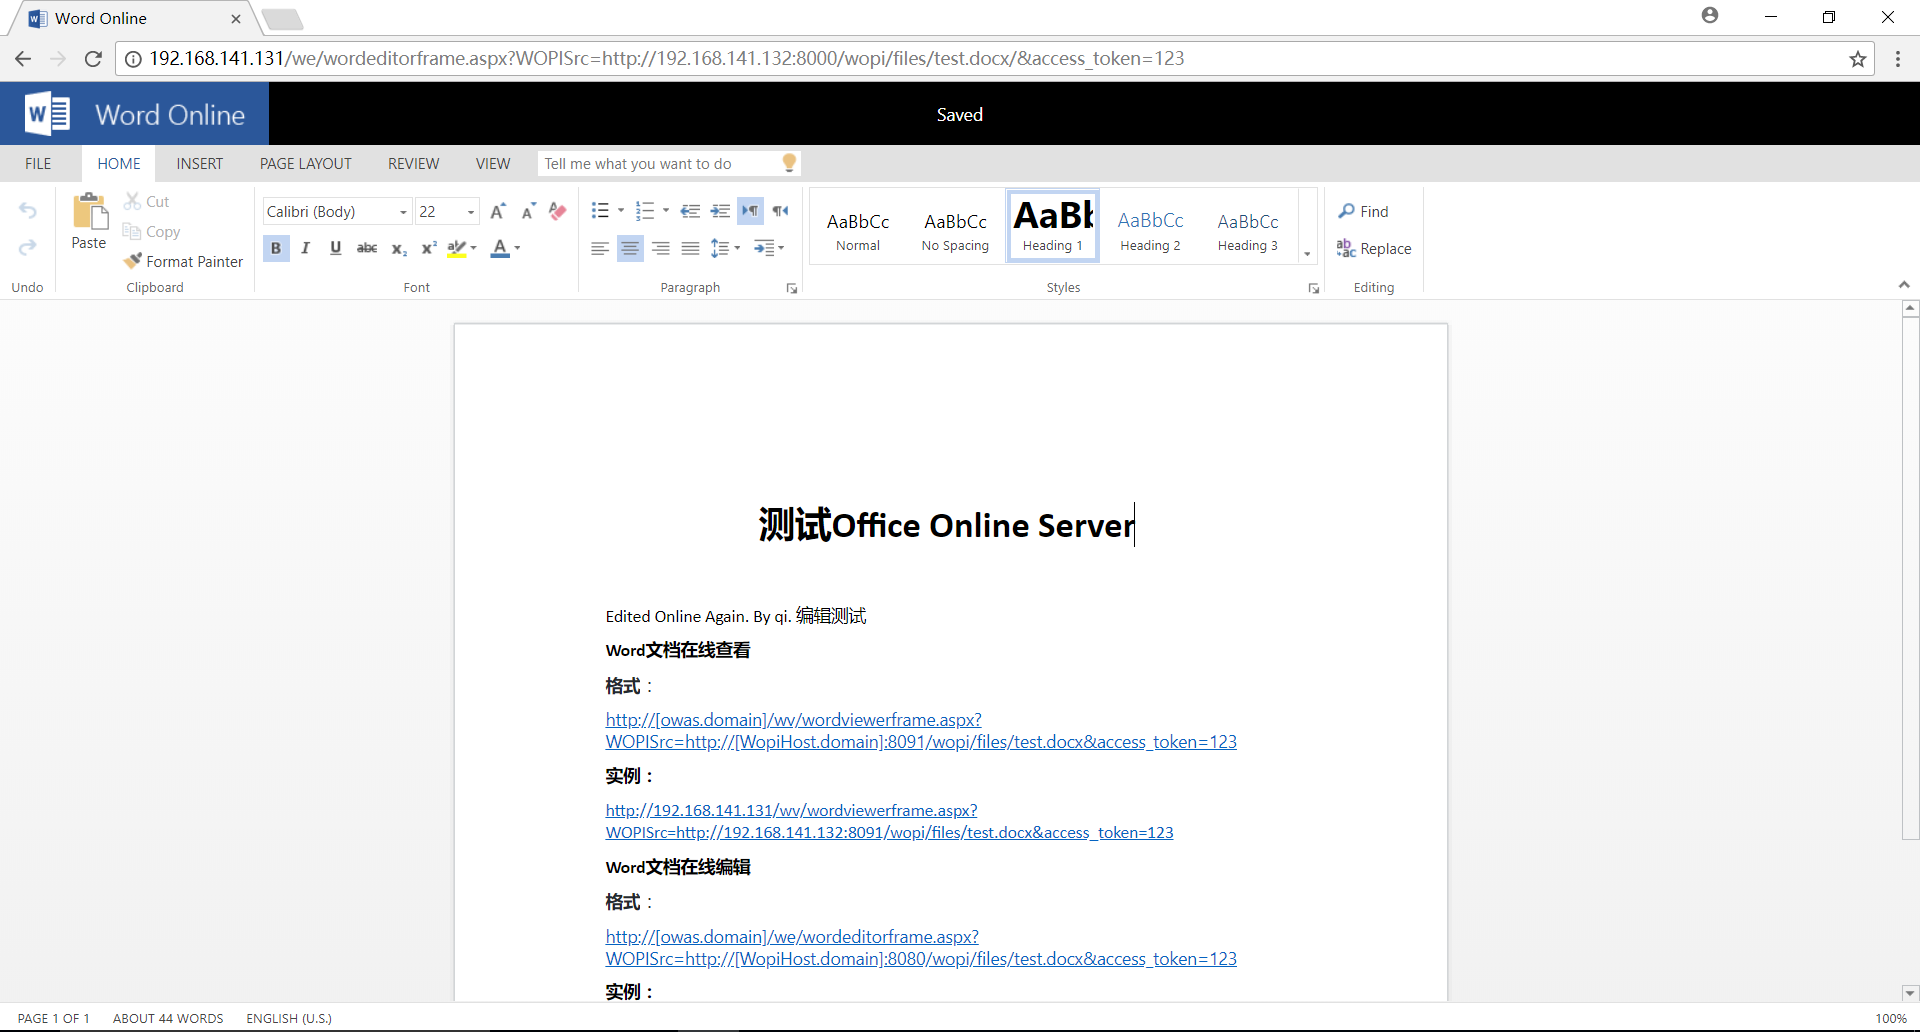 Word Online
192.168.141.131/we/wordeditorframe.aspx?WOPISrc=http://192.168.141.132:8000/wopi/files/test.docx/&access_token=123
Word Online
Saved
FILE HOME INSERT PAGE LAYOUT REVIEW VIEW Tell me what you want to do
Paste
Cut
Copy
Format Painter
Calibri (Body) 22
B I U abc x₂ x² aby A
AaBbCc AaBbCc AaBb AaBbCc AaBbCc
Normal No Spacing Heading 1 Heading 2 Heading 3
Find
Replace
Undo Clipboard Font Paragraph Styles Editing
测试Office Online Server
Edited Online Again. By qi. 编辑测试
Word文档在线查看
格式：
http://[owas.domain]/wv/wordviewerframe.aspx?
WOPISrc=http://[WopiHost.domain]:8091/wopi/files/test.docx&access_token=123
实例：
http://192.168.141.131/wv/wordviewerframe.aspx?
WOPISrc=http://192.168.141.132:8091/wopi/files/test.docx&access_token=123
Word文档在线编辑
格式：
http://[owas.domain]/we/wordeditorframe.aspx?
WOPISrc=http://[WopiHost.domain]:8080/wopi/files/test.docx&access_token=123
实例：
PAGE 1 OF 1 ABOUT 44 WORDS ENGLISH (U.S.) 100%